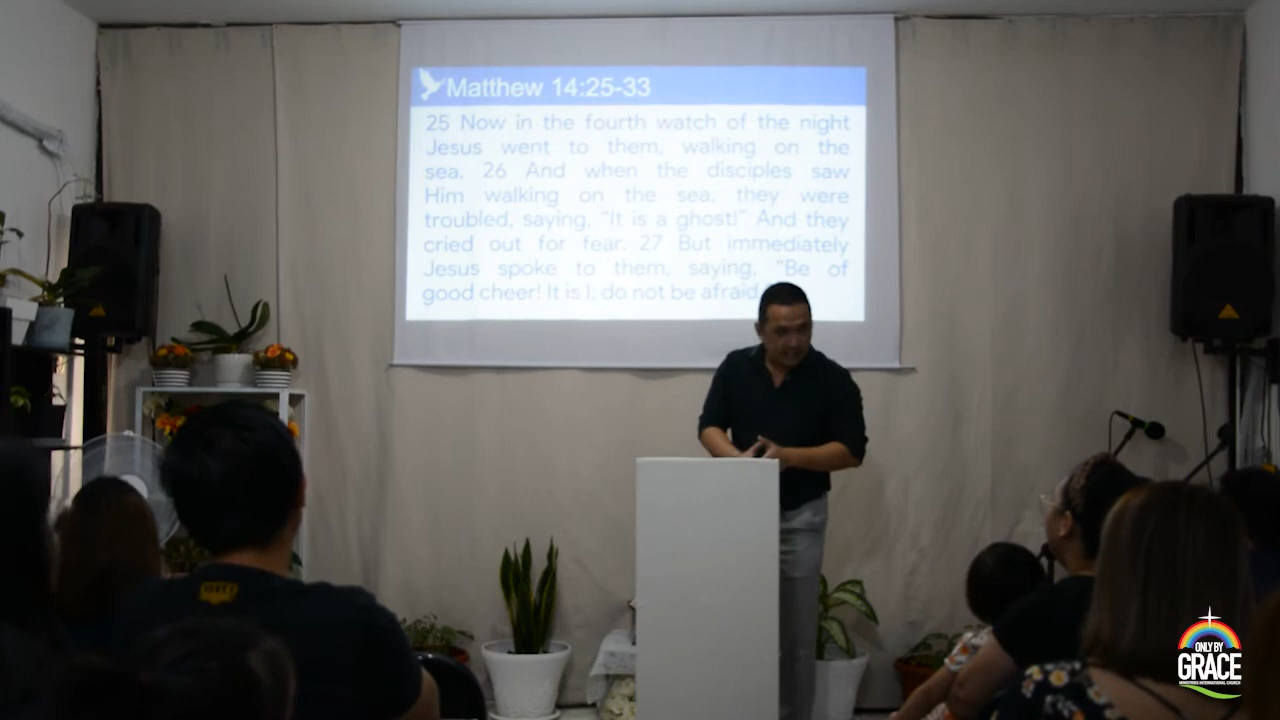 Matthew 14:25-33
25 Now in the fourth watch of the night
Jesus went to them, walking on the
sea. 26 And when the disciples saw
Him walking on the sea, they were
troubled, saying, "It is a ghost!" And they
cried out for fear. 27 But immediately
Jesus spoke to them, saying, "Be of
good cheer! It is I; do not be afraid
ONLY BY
GRACE
MINISTRIES INTERNATIONAL CHURCH